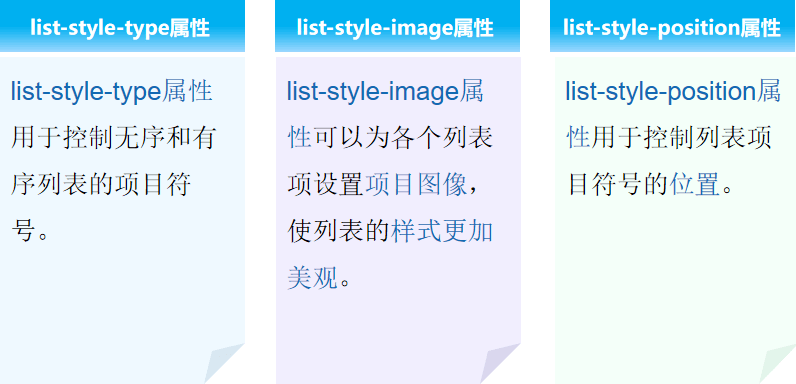 list-style-type属性
list-style-type属性
用于控制无序和有
序列表的项目符
号。
list-style-image属性
list-style-image属
性可以为各个列表
项设置项目图像，
使列表的样式更加
美观。
list-style-position属性
list-style-position属
性用于控制列表项
目符号的位置。